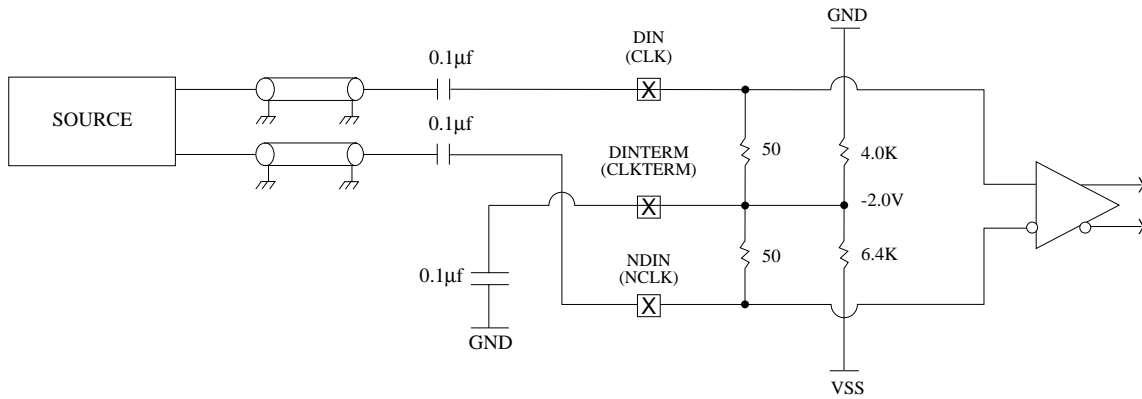 GND
DIN
(CLK)
0.1µf
SOURCE
0.1µf
50
4.0K
DINTERM
(CLKTERM)
X
X
-2.0V
0.1µf
50
6.4K
NDIN
(NCLK)
X
GND
VSS